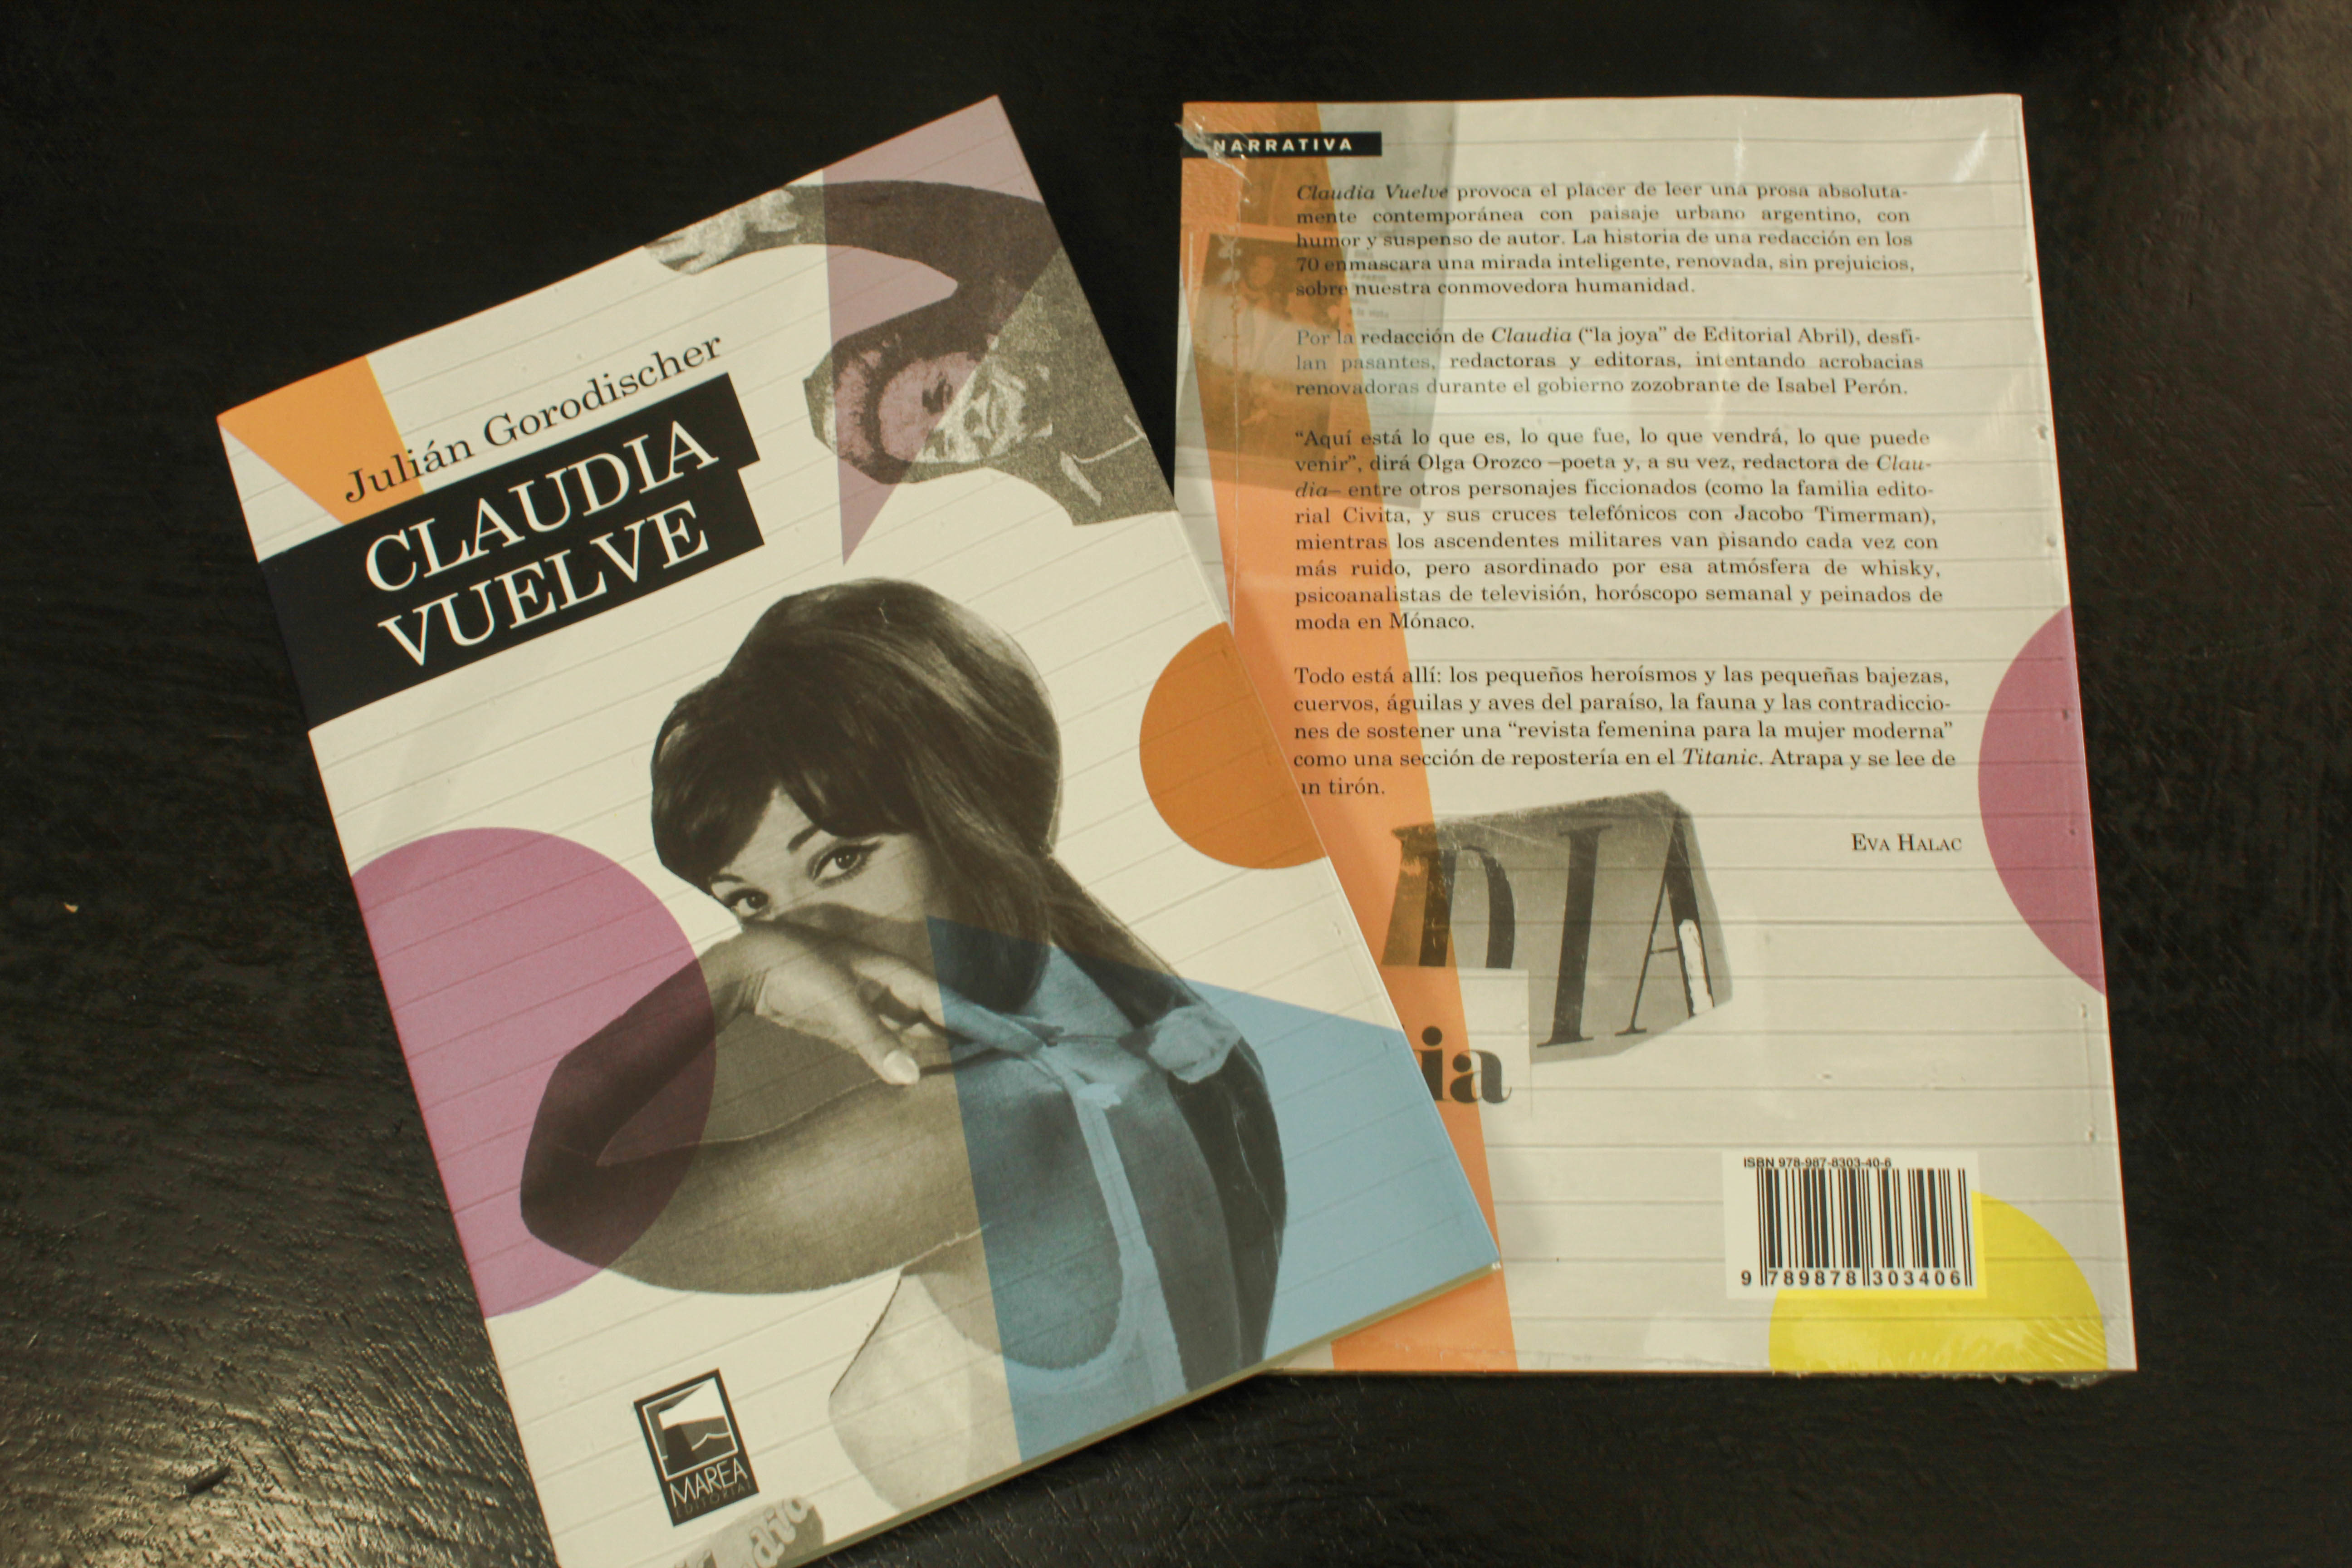 Julián Gorodischer
CLAUDIA
VUELVE
MAREA
EDITORIAL
NARRATIVA
Claudia Vuelve provoca el placer de leer una prosa absoluta-
mente contemporánea con paisaje urbano argentino, con
humor y suspenso de autor. La historia de una redacción en los
70 enmascara una mirada inteligente, renovada, sin prejuicios,
sobre nuestra conmovedora humanidad.
Por la redacción de Claudia (“la joya” de Editorial Abril), desfi-
lan pasantes, redactoras y editoras, intentando acrobacias
renovadoras durante el gobierno zozobrante de Isabel Perón.
“Aquí está lo que es, lo que fue, lo que vendrá, lo que puede
venir”, dirá Olga Orozco –poeta y, a su vez, redactora de Clau-
dia– entre otros personajes ficcionados (como la familia edito-
rial Civita, y sus cruces telefónicos con Jacobo Timerman),
mientras los ascendentes militares van pisando cada vez con
más ruido, pero asordinado por esa atmósfera de whisky,
psicoanalistas de televisión, horóscopo semanal y peinados de
moda en Mónaco.
Todo está allí: los pequeños heroísmos y las pequeñas bajezas,
cuervos, águilas y aves del paraíso, la fauna y las contradiccio-
nes de sostener una “revista femenina para la mujer moderna”
como una sección de repostería en el Titanic. Atrapa y se lee de
un tirón.
EVA HALAC
DIA
ia
ISBN 978-987-8303-40-6
9 789878 303406